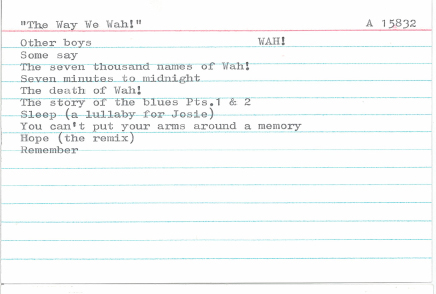 "The Way We Wah!" A 15832
Other boys WAH!
Some say
The seven thousand names of Wah!
Seven minutes to midnight
The death of Wah!
The story of the blues Pts.1 & 2
Sleep (a lullaby for Josie)
You can't put your arms around a memory
Hope (the remix)
Remember